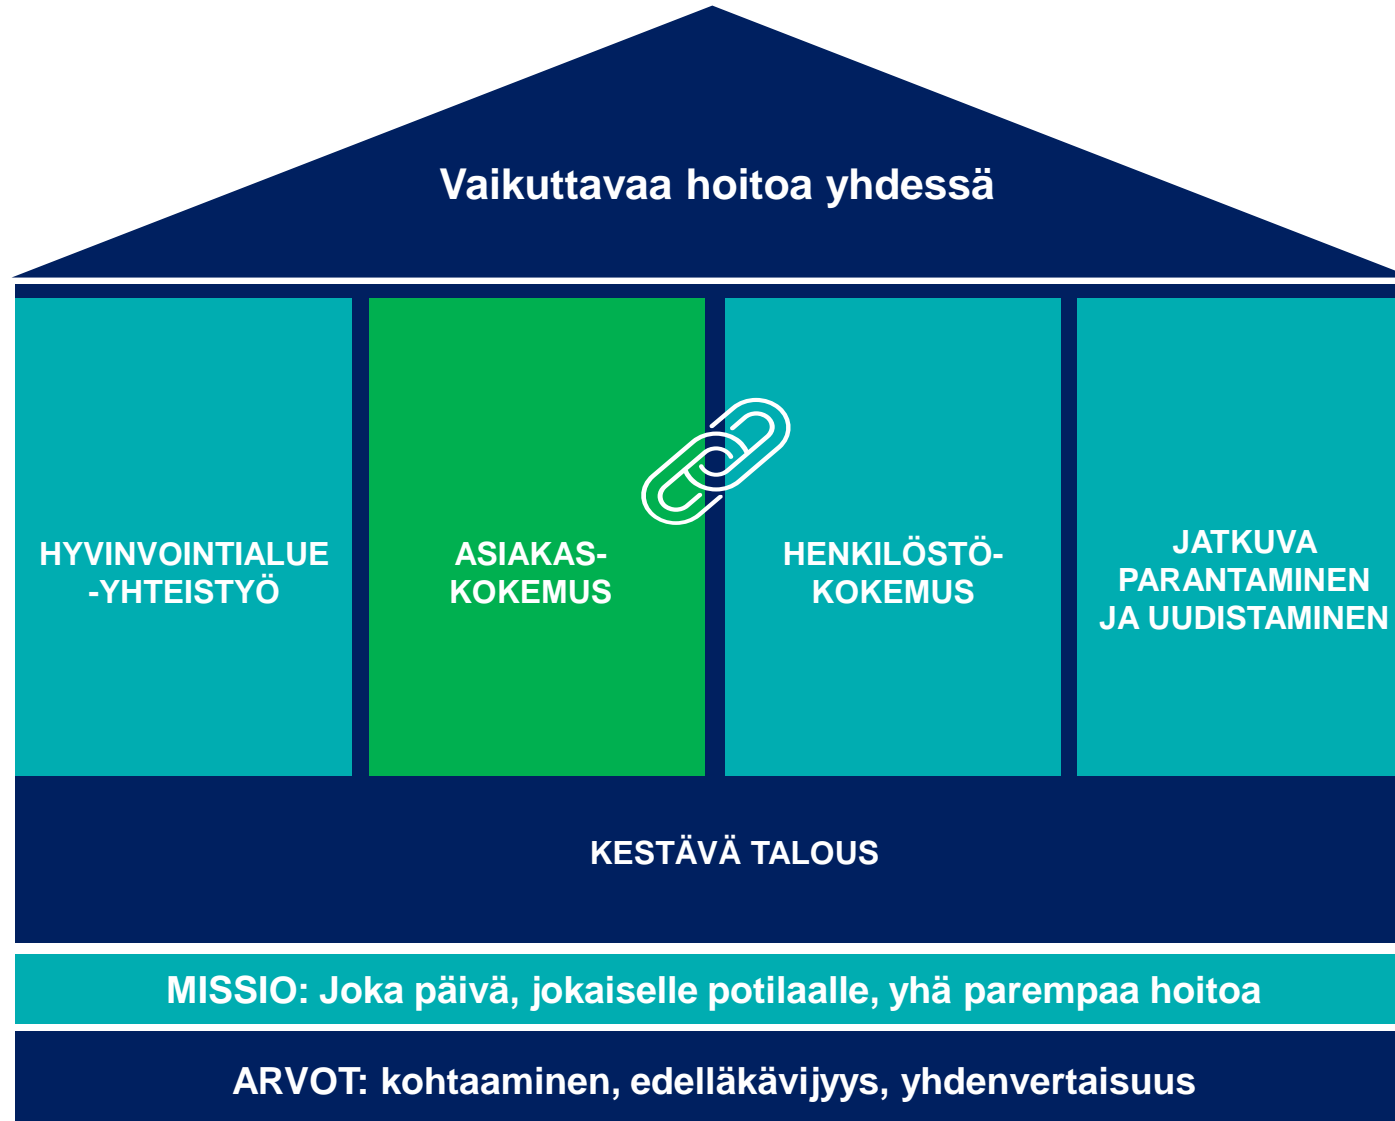 Vaikuttavaa hoitoa yhdessä
HYVINVOINTIALUE
-YHTEISTYÖ
ASIAKAS-
KOKEMUS
HENKILÖSTÖ-
KOKEMUS
JATKUVA
PARANTAMINEN
JA UUDISTAMINEN
KESTÄVÄ TALOUS
MISSIO: Joka päivä, jokaiselle potilaalle, yhä parempaa hoitoa
ARVOT: kohtaaminen, edelläkävijyys, yhdenvertaisuus